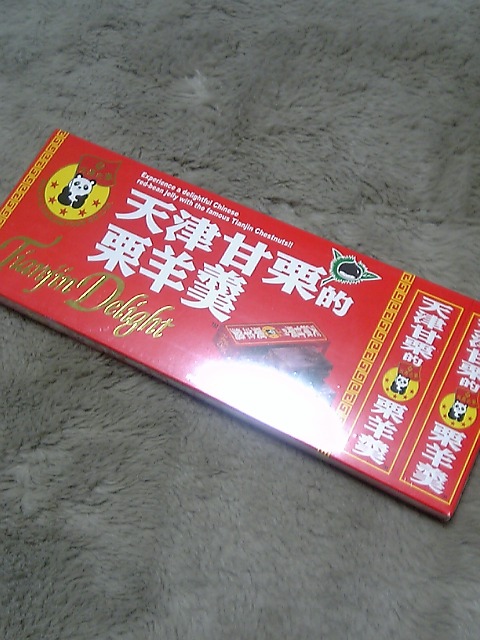 Experience a delightful Chinese
red-bean jelly with the famous Tianjin Chestnuts!!
天津甘栗的
栗羊羹
Tianjin Delight
天津甘栗的
栗羊羹
天津甘栗的
栗羊羹